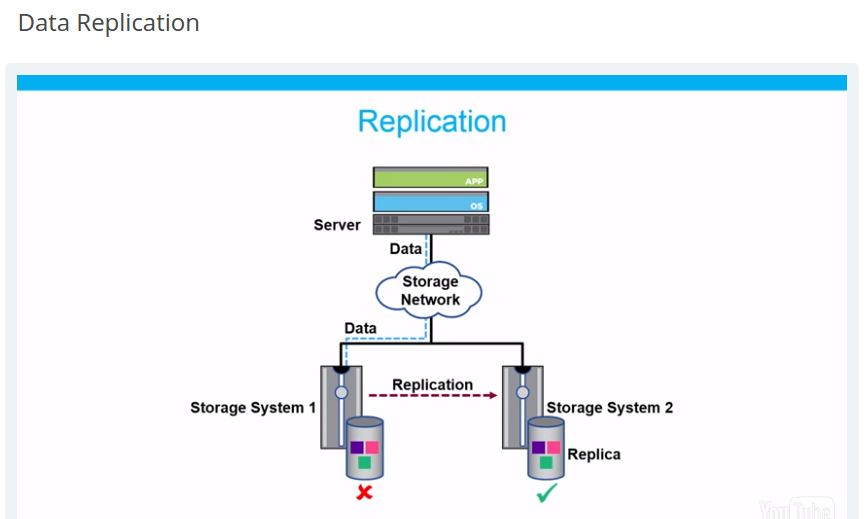 Data Replication
Replication
APP
OS
Server
Data
Storage
Network
Data
Replication
Storage System 1
Storage System 2
Replica
YouTube